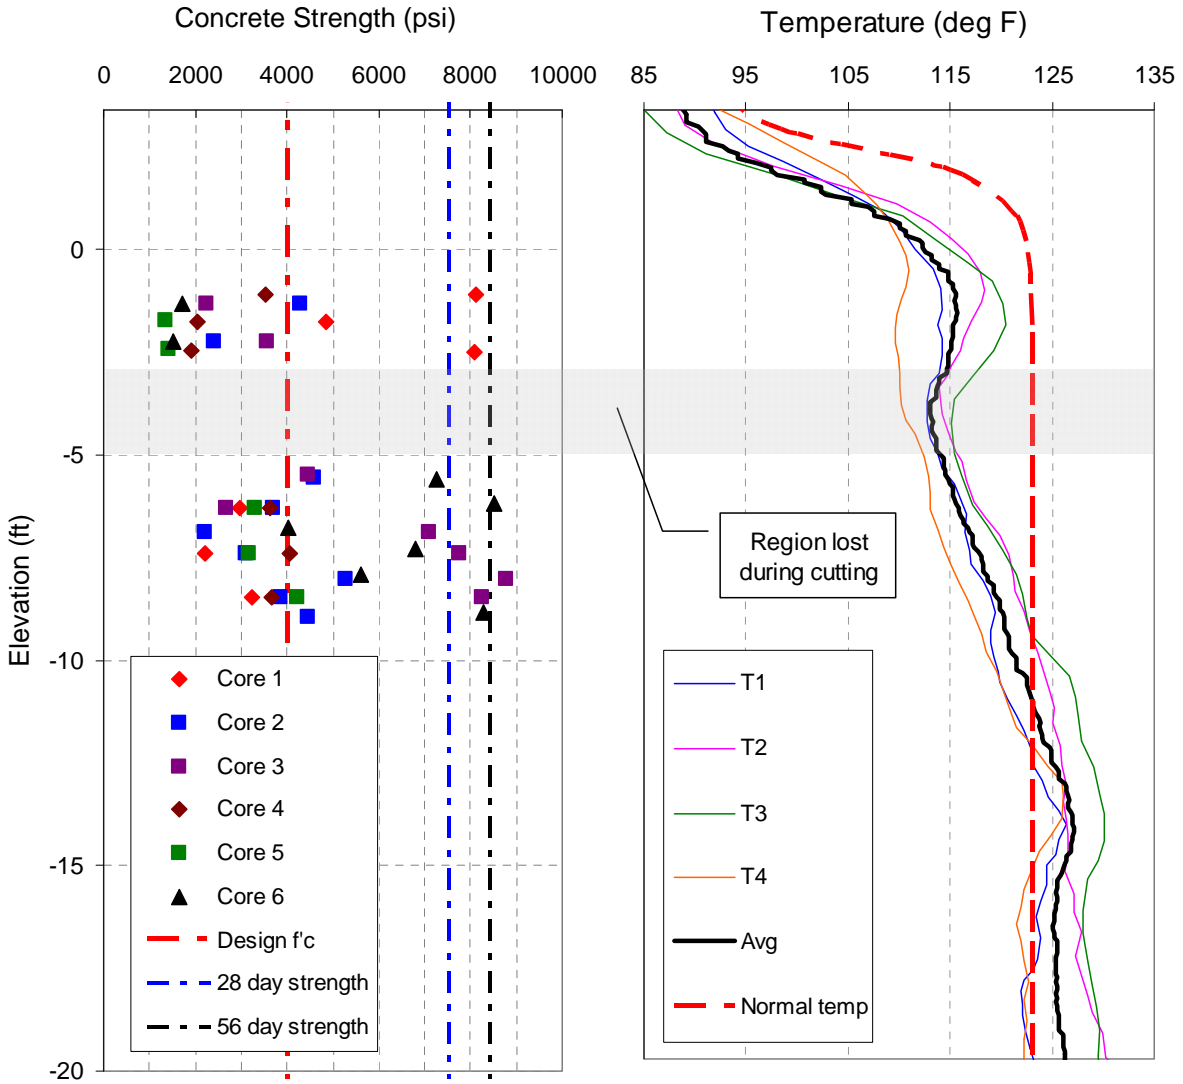 Concrete Strength (psi)
Temperature (deg F)
0 2000 4000 6000 8000 10000
85 95 105 115 125 135
0
-5
-10
-15
-20
Elevation (ft)
Region lost
during cutting
Core 1
Core 2
Core 3
Core 4
Core 5
Core 6
Design f'c
28 day strength
56 day strength
T1
T2
T3
T4
Avg
Normal temp